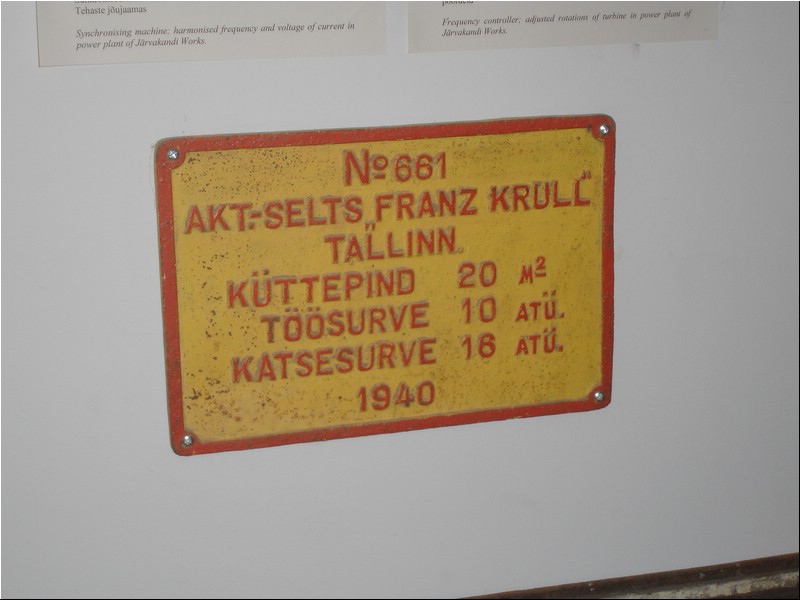 Tehaste jõujaamas
Synchronising machine; harmonised frequency and voltage of current in
power plant of Järvakandi Works.
Frequency controller; adjusted rotations of turbine in power plant of
Järvakandi Works.
No 661
AKT.-SELTS „FRANZ KRULL"
TALLINN.
KÜTTEPIND 20 M²
TÖÖSURVE 10 ATÜ.
KATSESURVE 16 ATÜ.
1940